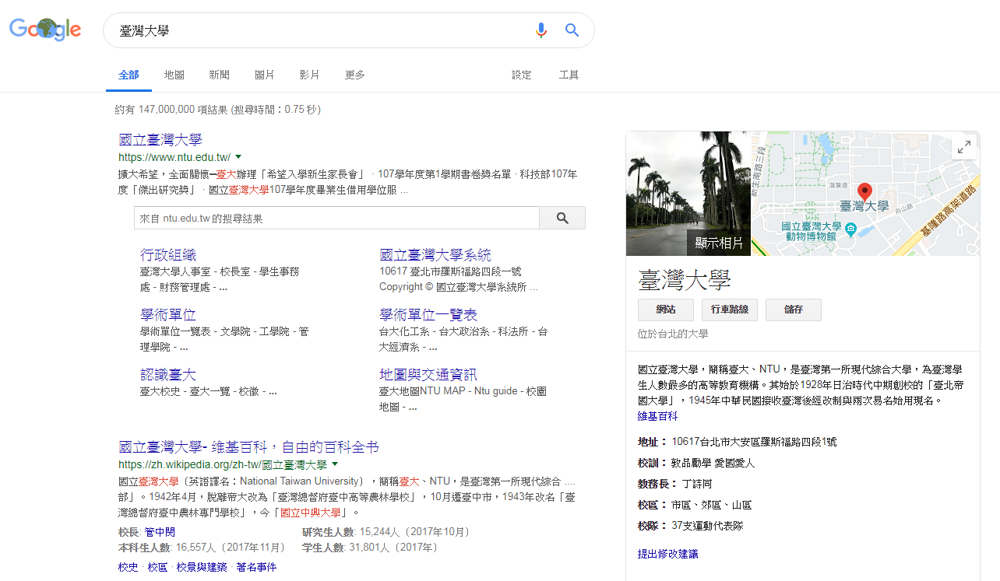 Google
臺灣大學
全部 地圖 新聞 圖片 影片 更多 設定 工具
約有 147,000,000 項結果 (搜尋時間：0.75 秒)
國立臺灣大學
https://www.ntu.edu.tw/
擴大希望，全面關懷─臺大辦理「希望入學新生家長會」 · 107學年度第1學期書卷獎名單 · 科技部107年
度「傑出研究獎」 · 國立臺灣大學107學年度畢業生借用學位服 ...
來自 ntu.edu.tw 的搜尋結果
行政組織
臺灣大學人事室 - 校長室 - 學生事務
處 - 財務管理處 - ...
國立臺灣大學系統
10617 臺北市羅斯福路四段一號
Copyright © 國立臺灣大學系統所 ...
學術單位
學術單位一覽表 - 文學院 - 工學院 - 管
理學院 - ...
學術單位一覽表
台大化工系 - 台大政治系 - 科法所 - 台
大經濟系 - ...
認識臺大
臺大校史 - 臺大一覽 - 校徽 - ...
地圖與交通資訊
臺大地圖NTU MAP - Ntu guide - 校園
地圖 - ...
國立臺灣大學- 维基百科，自由的百科全书
https://zh.wikipedia.org/zh-tw/國立臺灣大學
國立臺灣大學（英語譯名：National Taiwan University），簡稱臺大、NTU，是臺灣第一所現代綜合 ....
部」。1942年4月，脫離帝大改為「臺灣總督府臺中高等農林學校」，10月遷臺中市，1943年改名「臺
灣總督府臺中農林專門學校」，今「國立中興大學」。
校長: 管中閔 研究生人數: 15,244人（2017年10月）
本科生人數: 16,557人（2017年11月） 学生人數: 31,801人（2017年）
校史 · 校區 · 校景與建築 · 著名事件
顯示相片
新生南路三段
蒲葵道
臺灣大學
舟山路
國立臺灣大學
動物博物館
基隆路高架道路
臺灣大學
網站 行車路線 儲存
位於台北的大學
國立臺灣大學，簡稱臺大、NTU，是臺灣第一所現代綜合大學，為臺灣學
生人數最多的高等教育機構。其始於1928年日治時代中期創校的「臺北帝
國大學」，1945年中華民國接收臺灣後經改制與兩次易名始用現名。
維基百科
地址： 10617台北市大安區羅斯福路四段1號
校訓： 敦品勵學 愛國愛人
教務長： 丁詩同
校區： 市區、郊區、山區
校隊： 37支運動代表隊
提出修改建議